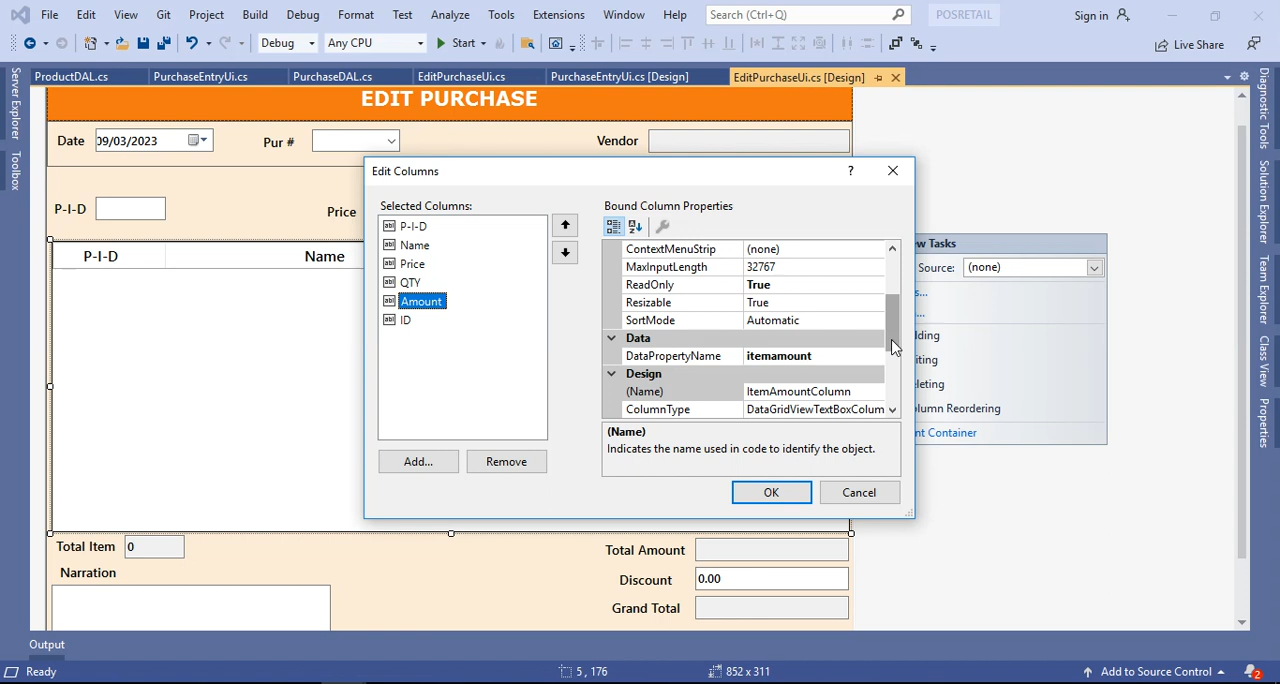 File Edit View Git Project Build Debug Format Test Analyze Tools Extensions Window Help Search (Ctrl+Q) POSRETAIL Sign in
Debug Any CPU Start Live Share
ProductDAL.cs PurchaseEntryUi.cs PurchaseDAL.cs EditPurchaseUi.cs PurchaseEntryUi.cs [Design] EditPurchaseUi.cs [Design]
Server Explorer
Toolbox
Diagnostic Tools
Solution Explorer
Team Explorer
Class View
Properties
EDIT PURCHASE
Date 09/03/2023 Pur # Vendor
P-I-D Price
P-I-D Name
Edit Columns ?
Selected Columns: Bound Column Properties
P-I-D
Name
Price
QTY
Amount
ID
ContextMenuStrip (none)
MaxInputLength 32767
ReadOnly True
Resizable True
SortMode Automatic
Data
DataPropertyName itemamount
Design
(Name) ItemAmountColumn
ColumnType DataGridViewTextBoxColum
(Name)
Indicates the name used in code to identify the object.
Add... Remove
OK Cancel
ew Tasks
Source: (none)
s...
...
lding
iting
leting
lumn Reordering
nt Container
Total Item 0 Total Amount
Narration Discount 0.00
Grand Total
Output
Ready 5 , 176 852 x 311 Add to Source Control 2